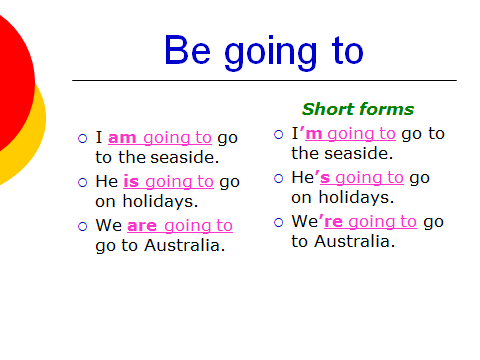 Be going to
I am going to go
to the seaside.
He is going to go
on holidays.
We are going to
go to Australia.
Short forms
I’m going to go to
the seaside.
He’s going to go
on holidays.
We’re going to go
to Australia.